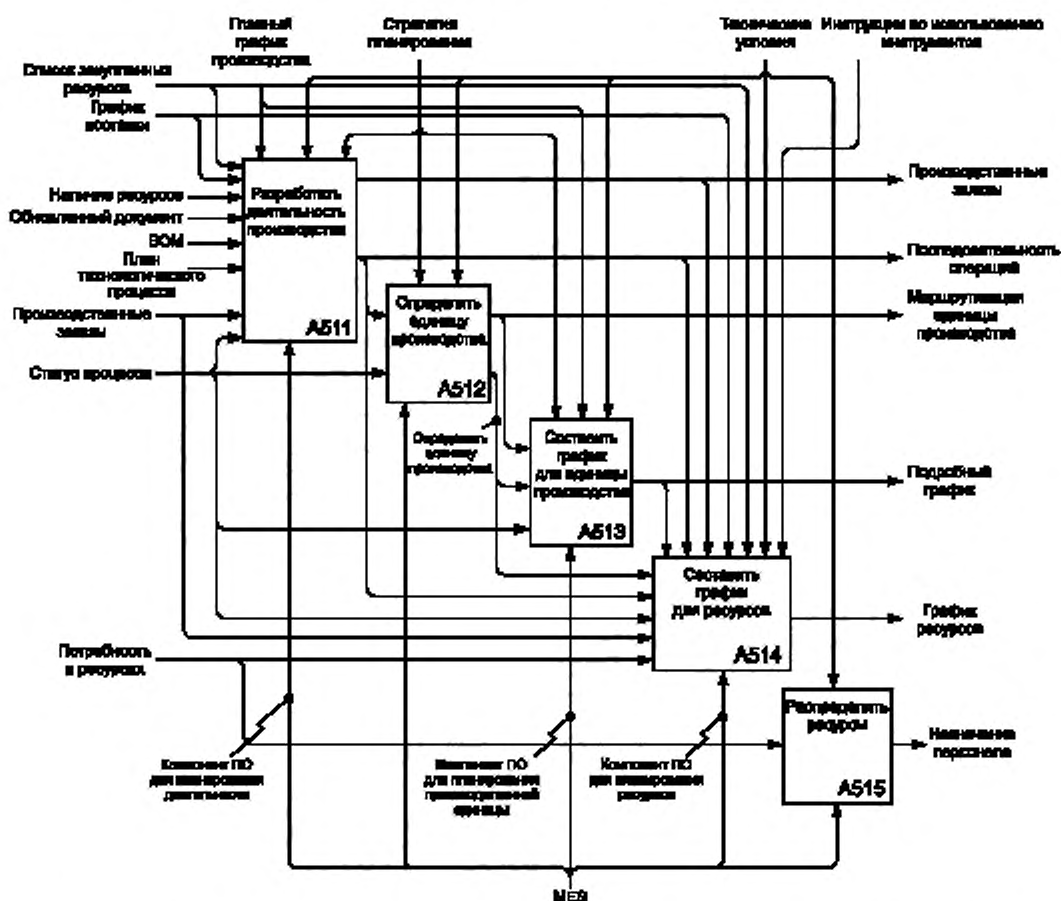 Главный
график
производства
Стратегия
планирования
Технические
условия
Инструкции по использованию
инструментов
Список закупленных
ресурсов
График
поставки
Наличие ресурсов
Обновленный документ
BOM
План
технологического
процесса
Производственные
заказы
Статус процесса
Потребность
в ресурсах
Разработать
деятельность
производства
A511
Определить
единицу
производства
A512
Определить
единицу
производства
Составить
график
для единицы
производства
A513
Составить
график
для ресурсов
A514
Распределить
ресурсы
A515
Производственные
заказы
Последовательность
операций
Маршрутизация
единицы
производства
Подробный
график
График
ресурсов
Назначение
персонала
Компонент ПО
для планирования
деятельности
Компонент ПО
для планирования
производственной
единицы
Компонент ПО
для планирования
ресурсов
MES